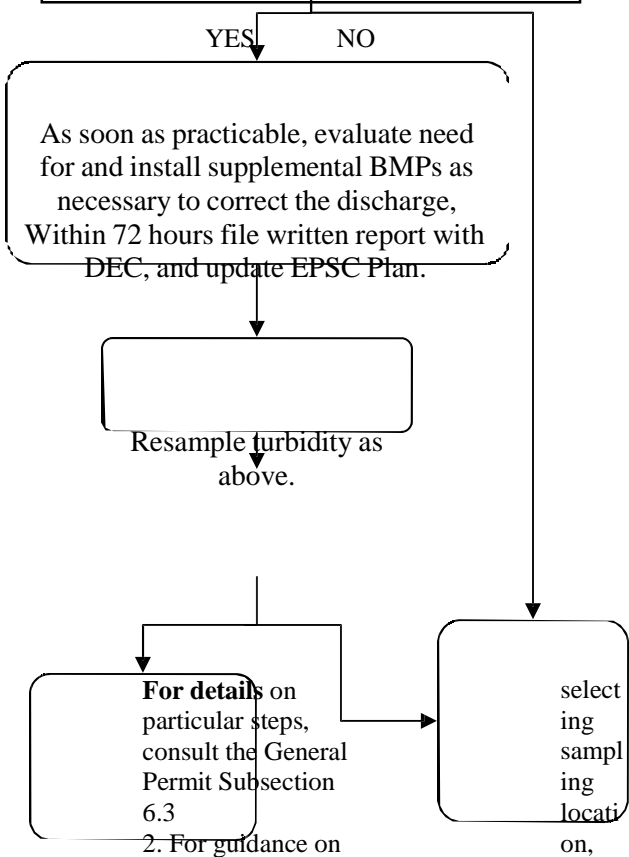 YES NO
As soon as practicable, evaluate need
for and install supplemental BMPs as
necessary to correct the discharge,
Within 72 hours file written report with
DEC, and update EPSC Plan.
Resample turbidity as
above.
For details on
particular steps,
consult the General
Permit Subsection
6.3
2. For guidance on
select
ing
sampl
ing
locati
on,